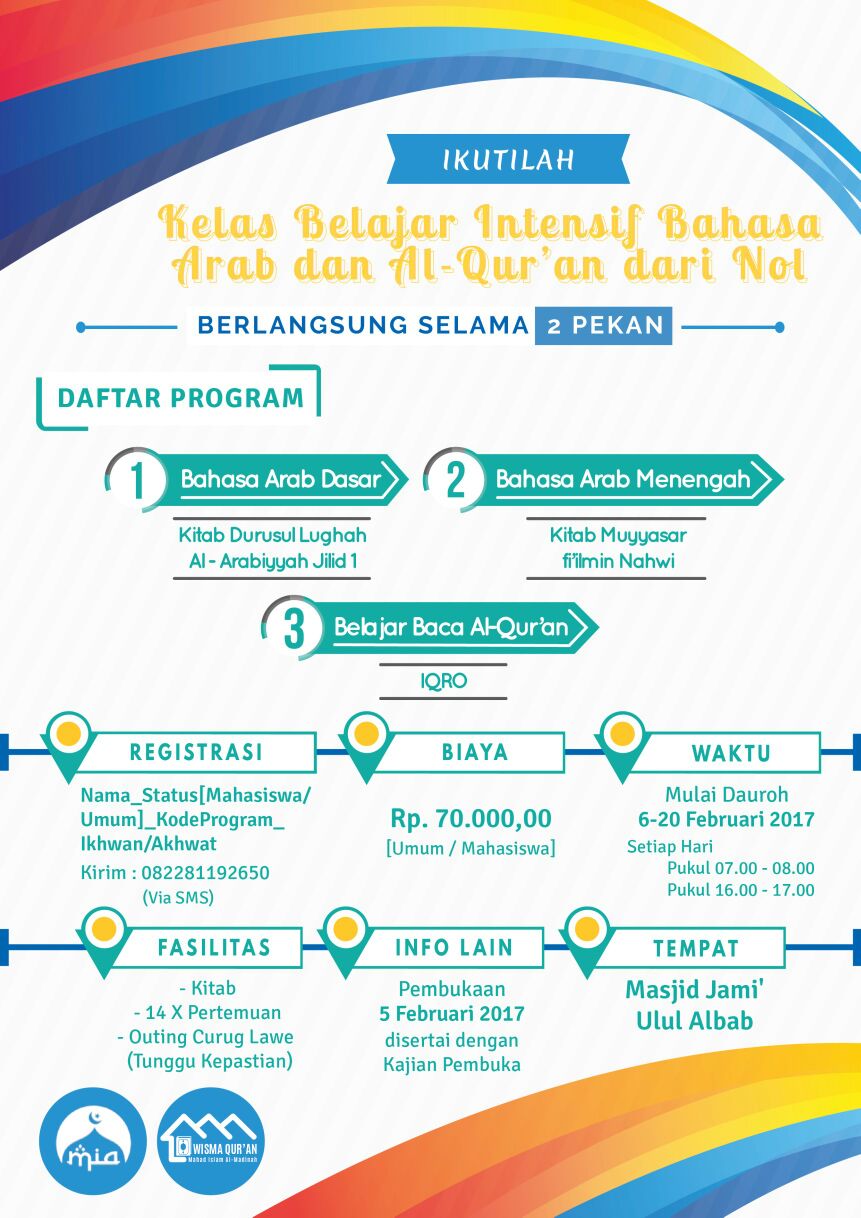 IKUTILAH
Kelas Belajar Intensif Bahasa
Arab dan Al-Qur'an dari Nol
BERLANGSUNG SELAMA 2 PEKAN
DAFTAR PROGRAM
1 Bahasa Arab Dasar
Kitab Durusul Lughah
Al - Arabiyyah Jilid 1
2 Bahasa Arab Menengah
Kitab Muyyasar
fi'ilmin Nahwi
3 Belajar Baca Al-Qur'an
IQRO
REGISTRASI
Nama_Status[Mahasiswa/
Umum]_KodeProgram_
Ikhwan/Akhwat
Kirim : 082281192650
(Via SMS)
BIAYA
Rp. 70.000,00
[Umum / Mahasiswa]
WAKTU
Mulai Dauroh
6-20 Februari 2017
Setiap Hari
Pukul 07.00 - 08.00
Pukul 16.00 - 17.00
FASILITAS
- Kitab
- 14 X Pertemuan
- Outing Curug Lawe
(Tunggu Kepastian)
INFO LAIN
Pembukaan
5 Februari 2017
disertai dengan
Kajian Pembuka
TEMPAT
Masjid Jami'
Ulul Albab
mia
WISMA QUR'AN
Mahad Islam Al-Madinah